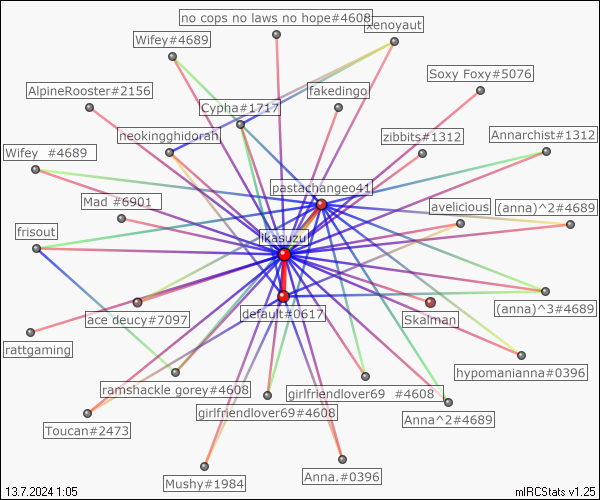 no cops no laws no hope#4608
xenoyaut
Wifey#4689
Soxy Foxy#5076
AlpineRooster#2156
fakedingo
Cypha#1717
neokingghidorah
zibbits#1312
Annarchist#1312
Wifey  #4689
pastachangeo41
Mad #6901
avelicious
(anna)^2#4689
frisout
ikasuzu
default#0617
ace deucy#7097
Skalman
(anna)^3#4689
rattgaming
hypomanianna#0396
ramshackle gorey#4608
girlfriendlover69  #4608
girlfriendlover69#4608
Anna^2#4689
Toucan#2473
Mushy#1984
Anna.#0396
13.7.2024 1:05
mIRCStats v1.25